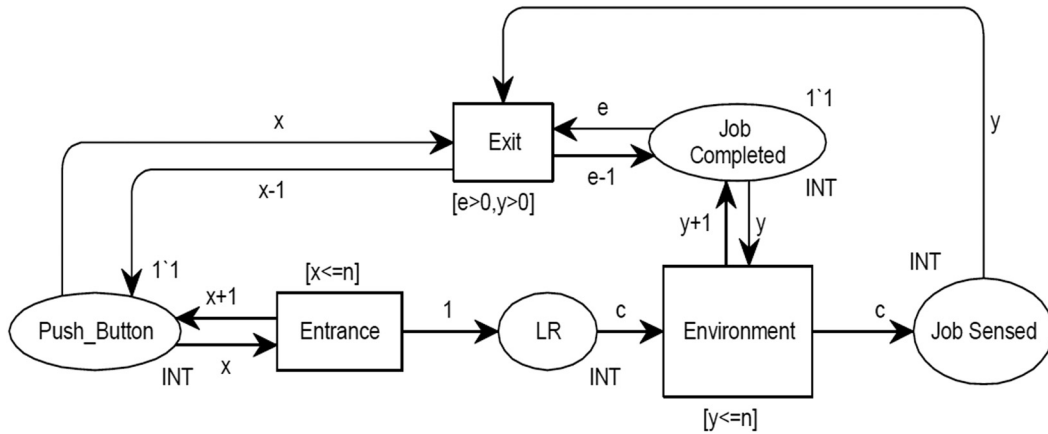 1`1
e
x
Exit
Job
Completed
y
x-1
e-1
INT
[e>0,y>0]
y+1
y
1`1
[x<=n]
INT
x+1
1
Push_Button
Entrance
LR
c
Environment
c
Job Sensed
x
INT
INT
[y<=n]